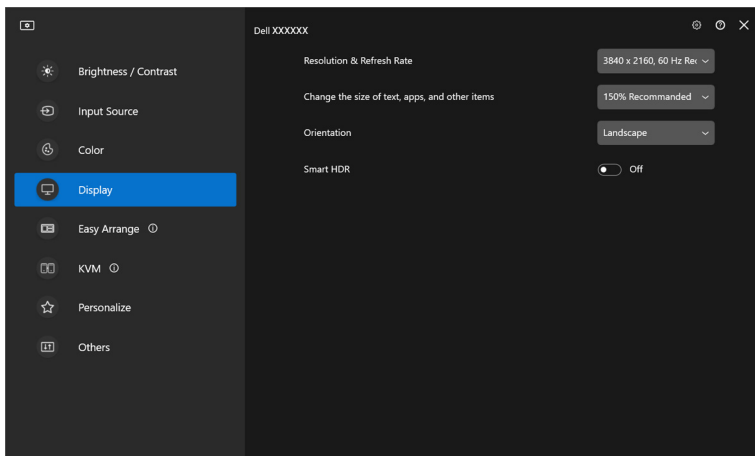 Dell XXXXXX
Brightness / Contrast
Input Source
Color
Display
Easy Arrange
KVM
Personalize
Others
Resolution & Refresh Rate
3840 x 2160, 60 Hz Rec
Change the size of text, apps, and other items
150% Recommanded
Orientation
Landscape
Smart HDR
Off